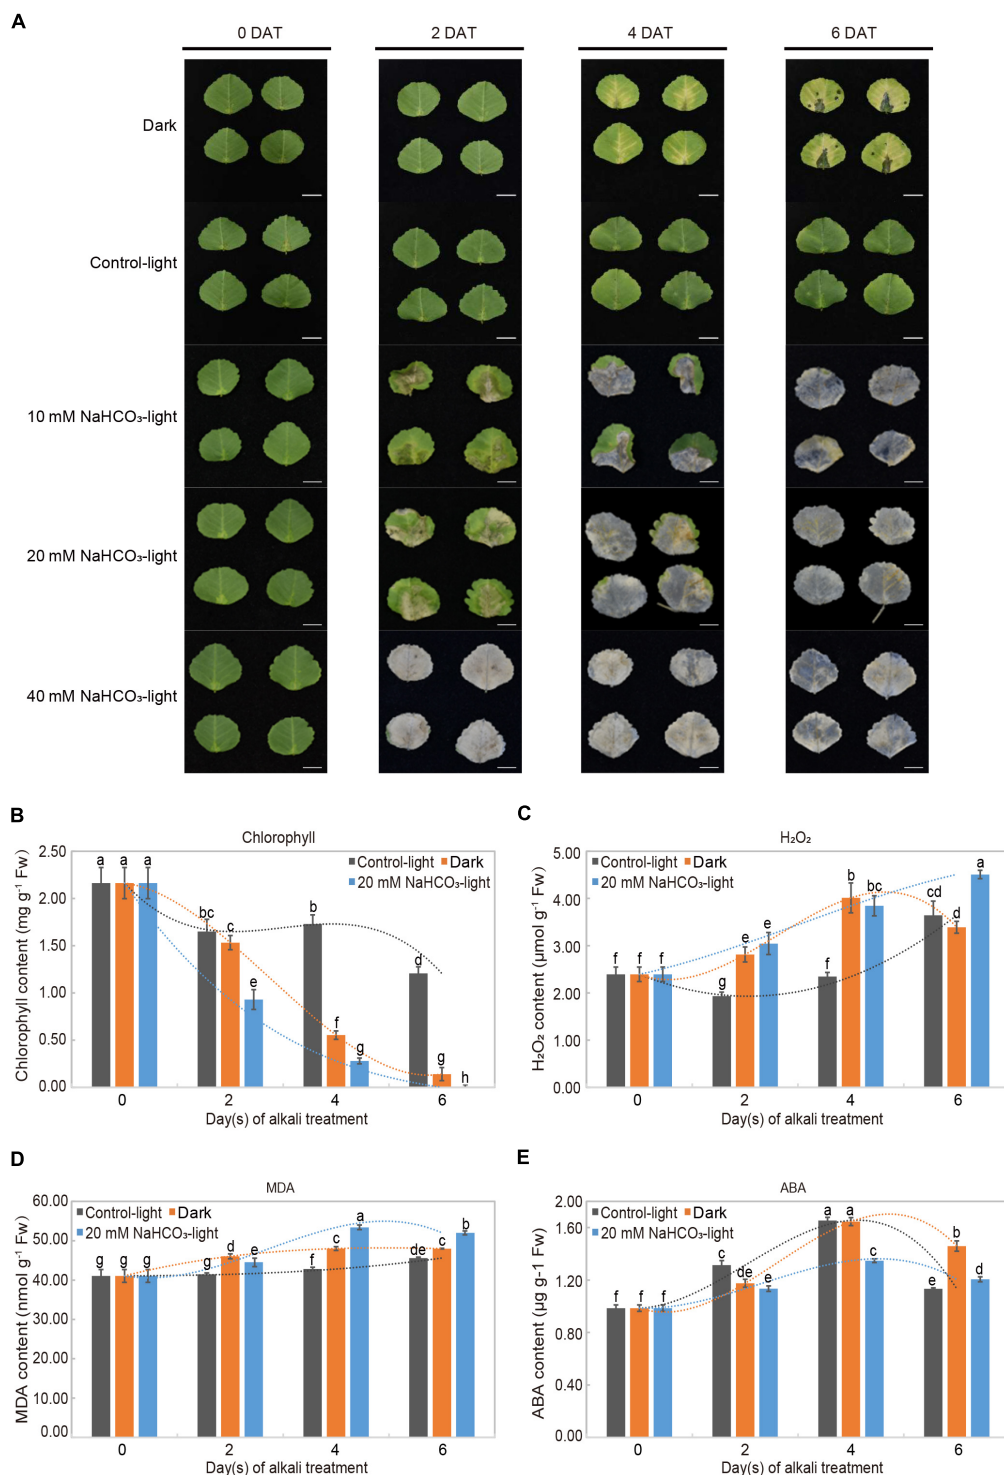 A
0 DAT 2 DAT 4 DAT 6 DAT
Dark
Control-light
10 mM NaHCO₃-light
20 mM NaHCO₃-light
40 mM NaHCO₃-light
B
Chlorophyll
Control-light Dark
20 mM NaHCO₃-light
Chlorophyll content (mg g⁻¹ Fw)
2.50
2.00
1.50
1.00
0.50
0.00
a a a bc c e b f g d g h
0 2 4 6
Day(s) of alkali treatment
C
H₂O₂
Control-light Dark
20 mM NaHCO₃-light
H₂O₂ content (μmol g⁻¹ Fw)
5.00
4.00
3.00
2.00
1.00
0.00
f f f g e e f b bc cd d a
0 2 4 6
Day(s) of alkali treatment
D
MDA
Control-light Dark
20 mM NaHCO₃-light
MDA content (nmol g⁻¹ Fw)
60.00
50.00
40.00
30.00
20.00
10.00
0.00
g g g g d e f c a de c b
0 2 4 6
Day(s) of alkali treatment
E
ABA
Control-light Dark
20 mM NaHCO₃-light
ABA content (μg g⁻¹ Fw)
2.00
1.60
1.20
0.80
0.40
0.00
f f f c de e a a c e b d
0 2 4 6
Day(s) of alkali treatment